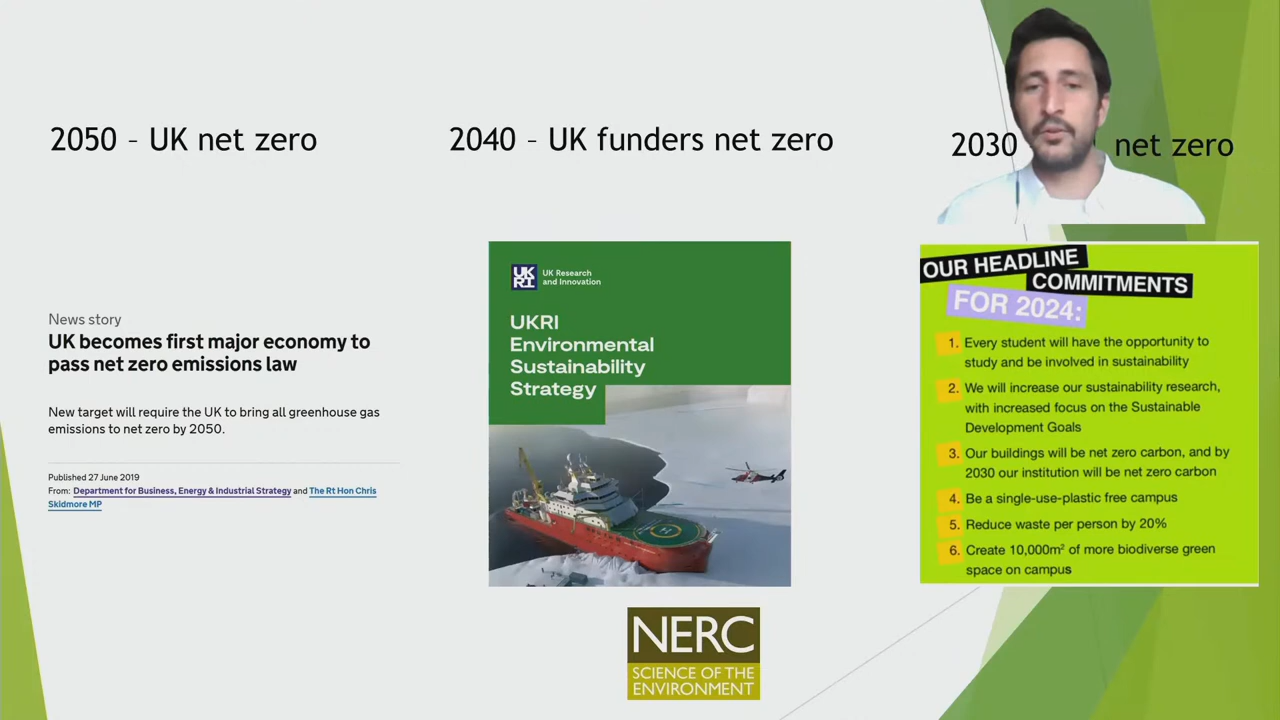 2050 – UK net zero
2040 – UK funders net zero
2030 net zero
News story
UK becomes first major economy to
pass net zero emissions law
New target will require the UK to bring all greenhouse gas
emissions to net zero by 2050.
Published 27 June 2019
From: Department for Business, Energy & Industrial Strategy and The Rt Hon Chris
Skidmore MP
UK
RI
UK Research
and Innovation
UKRI
Environmental
Sustainability
Strategy
H
NERC
SCIENCE OF THE
ENVIRONMENT
OUR HEADLINE
COMMITMENTS
FOR 2024:
1. Every student will have the opportunity to
study and be involved in sustainability
2. We will increase our sustainability research,
with increased focus on the Sustainable
Development Goals
3. Our buildings will be net zero carbon, and by
2030 our institution will be net zero carbon
4. Be a single-use-plastic free campus
5. Reduce waste per person by 20%
6. Create 10,000m² of more biodiverse green
space on campus